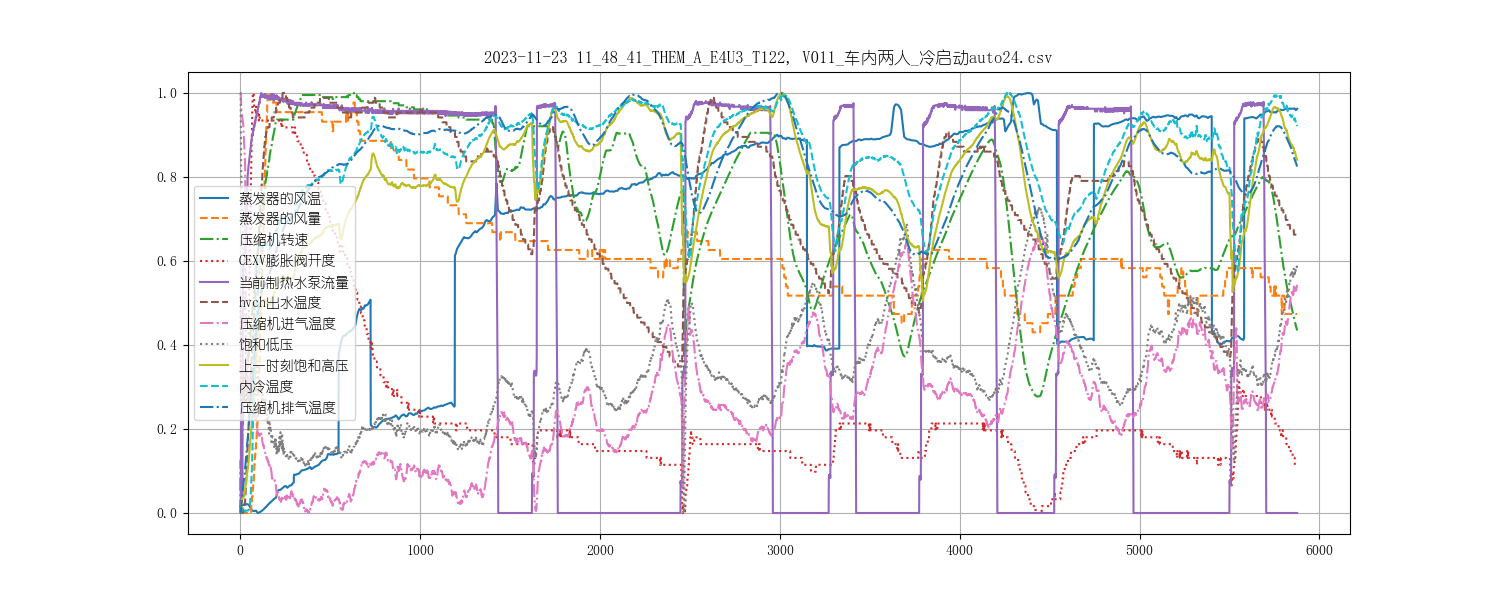 2023-11-23 11_48_41_THEM_A_E4U3_T122, V011_车内两人_冷启动auto24.csv
1.0
0.8
0.6
0.4
0.2
0.0
蒸发器的风温
蒸发器的风量
压缩机转速
CEXV膨胀阀开度
当前制热水泵流量
hvch出水温度
压缩机进气温度
饱和低压
上一时刻饱和高压
内冷温度
压缩机排气温度
0 1000 2000 3000 4000 5000 6000